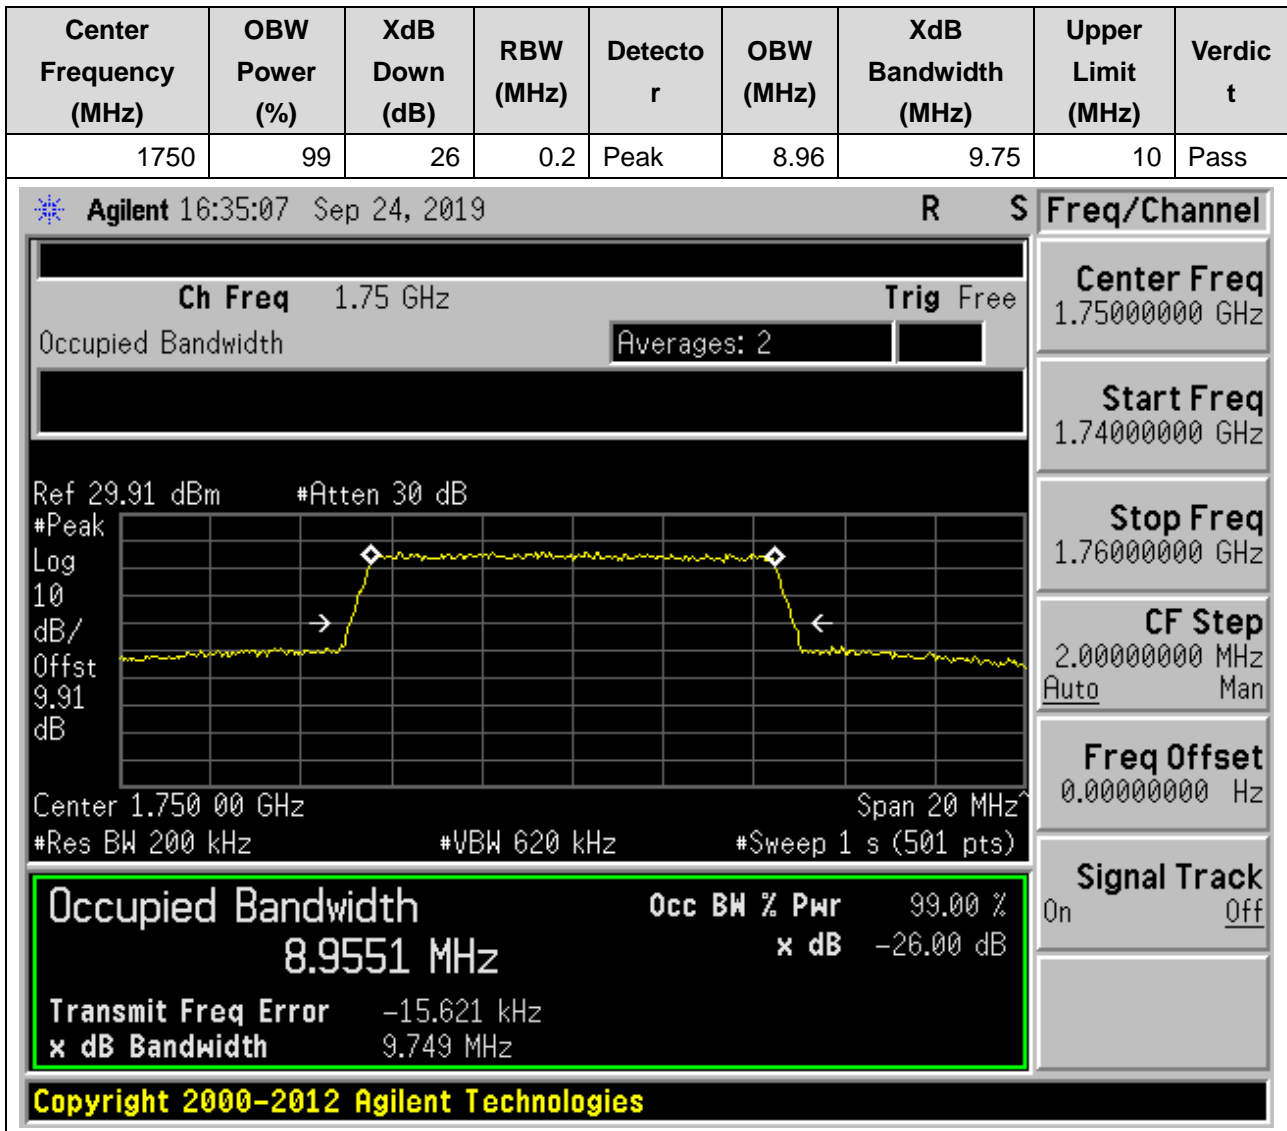 Center Frequency (MHz) OBW Power (%) XdB Down (dB) RBW (MHz) Detector OBW (MHz) XdB Bandwidth (MHz) Upper Limit (MHz) Verdict
1750 99 26 0.2 Peak 8.96 9.75 10 Pass
Agilent 16:35:07 Sep 24, 2019 R S
Freq/Channel
Ch Freq 1.75 GHz Trig Free
Occupied Bandwidth Averages: 2
Center Freq
1.75000000 GHz
Start Freq
1.74000000 GHz
Stop Freq
1.76000000 GHz
CF Step
2.00000000 MHz
Auto Man
Freq Offset
0.00000000 Hz
Signal Track
On Off
Ref 29.91 dBm #Atten 30 dB
#Peak
Log
10
dB/
Offst
9.91
dB
Center 1.750 00 GHz Span 20 MHz^
#Res BW 200 kHz #VBW 620 kHz #Sweep 1 s (501 pts)
Occupied Bandwidth Occ BW % Pwr 99.00 %
8.9551 MHz x dB -26.00 dB
Transmit Freq Error -15.621 kHz
x dB Bandwidth 9.749 MHz
Copyright 2000-2012 Agilent Technologies